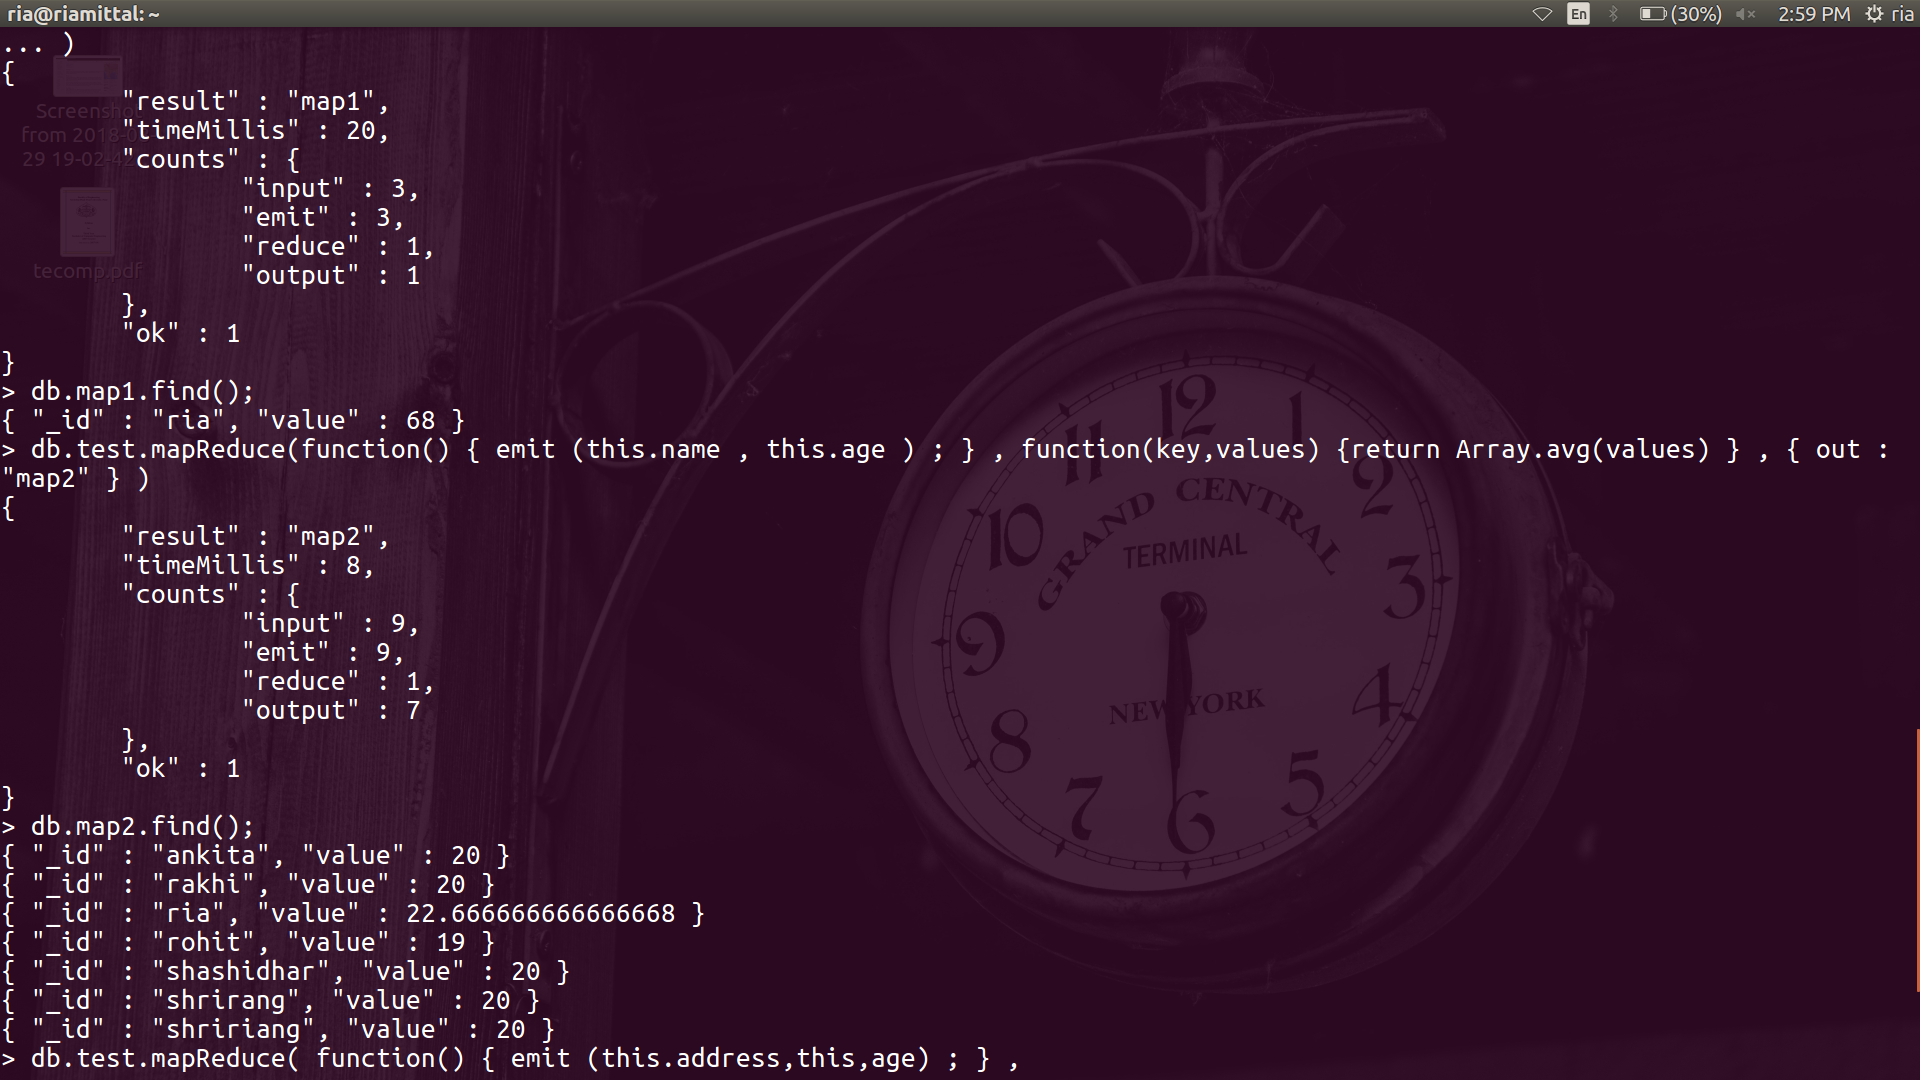 ria@riamittal: ~
En
(30%)
2:59 PM
ria
... )
{
"result" : "map1",
"timeMillis" : 20,
"counts" : {
"input" : 3,
"emit" : 3,
"reduce" : 1,
"output" : 1
},
"ok" : 1
}
> db.map1.find();
{ "_id" : "ria", "value" : 68 }
> db.test.mapReduce(function() { emit (this.name , this.age ) ; } , function(key,values) {return Array.avg(values) } , { out :
"map2" } )
{
"result" : "map2",
"timeMillis" : 8,
"counts" : {
"input" : 9,
"emit" : 9,
"reduce" : 1,
"output" : 7
},
"ok" : 1
}
> db.map2.find();
{ "_id" : "ankita", "value" : 20 }
{ "_id" : "rakhi", "value" : 20 }
{ "_id" : "ria", "value" : 22.666666666666668 }
{ "_id" : "rohit", "value" : 19 }
{ "_id" : "shashidhar", "value" : 20 }
{ "_id" : "shrirang", "value" : 20 }
{ "_id" : "shririang", "value" : 20 }
> db.test.mapReduce( function() { emit (this.address,this,age) ; } ,
Screenshot
from 2018-0
29 19-02-42
tecomp.pdf
12
1
2
3
4
5
6
7
8
9
10
11
GRAND CENTRAL
TERMINAL
NEW YORK